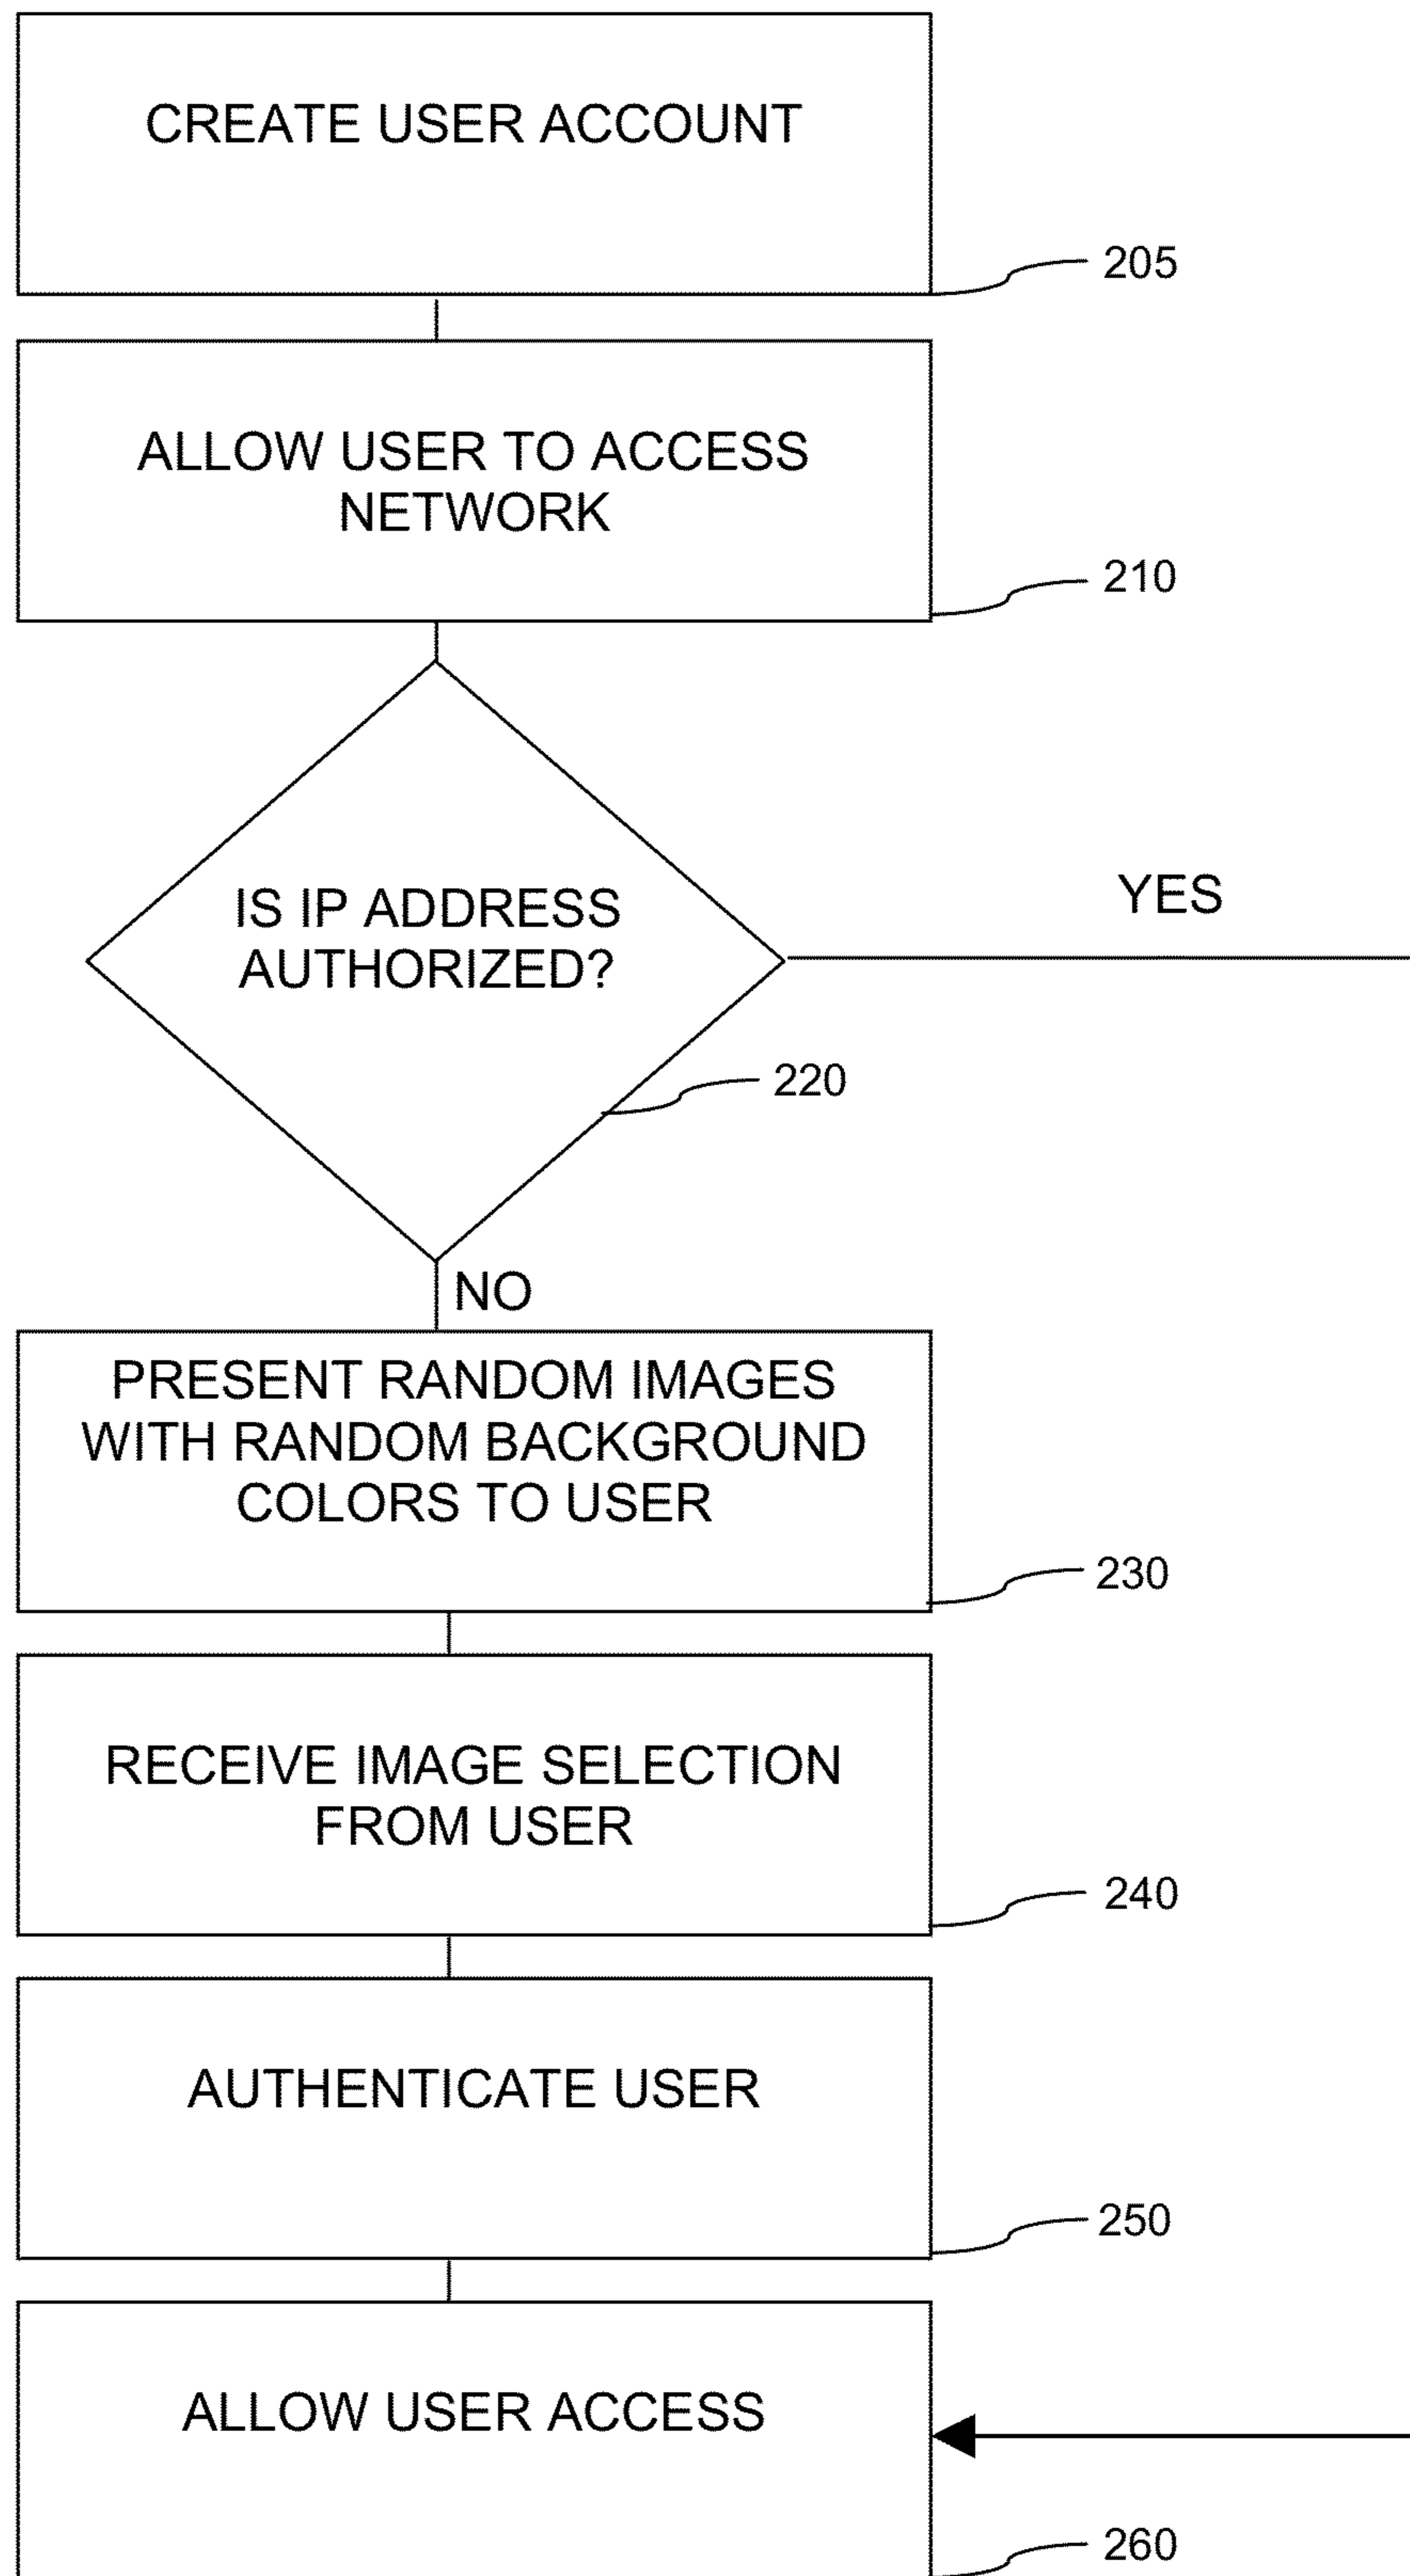 CREATE USER ACCOUNT
205
ALLOW USER TO ACCESS
NETWORK
210
IS IP ADDRESS
AUTHORIZED?
YES
220
NO
PRESENT RANDOM IMAGES
WITH RANDOM BACKGROUND
COLORS TO USER
230
RECEIVE IMAGE SELECTION
FROM USER
240
AUTHENTICATE USER
250
ALLOW USER ACCESS
260